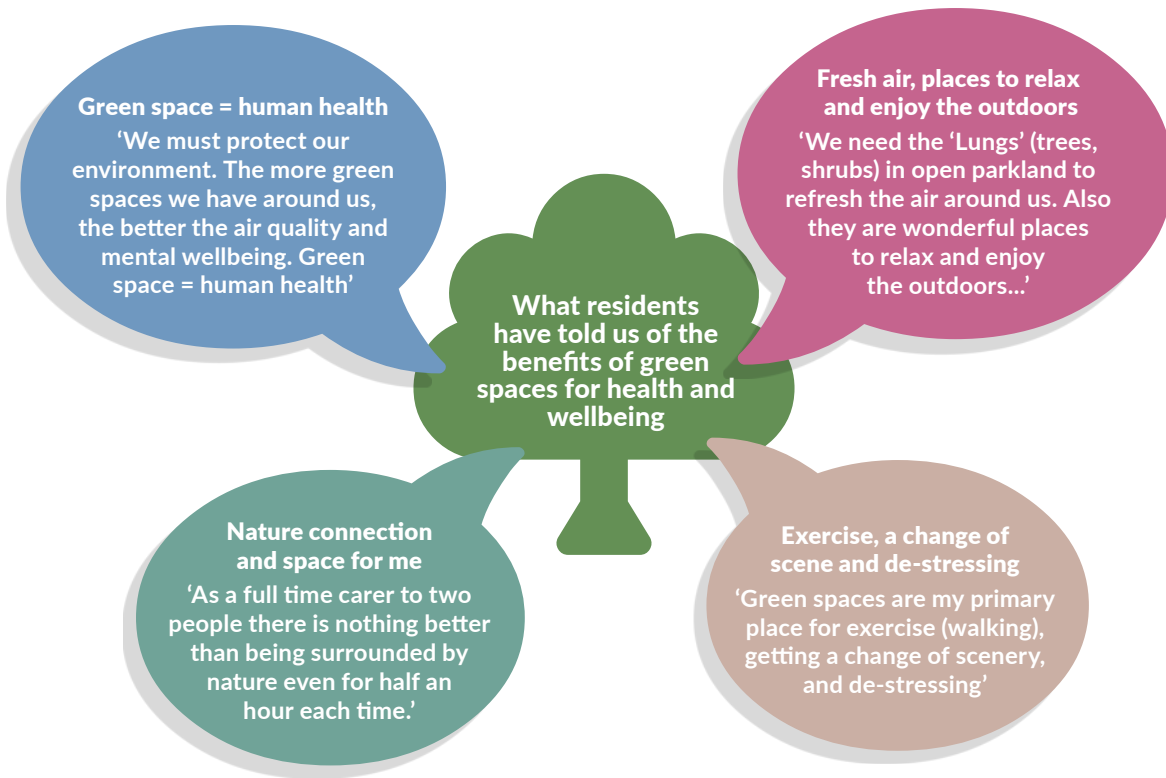 Green space = human health
‘We must protect our
environment. The more green
spaces we have around us,
the better the air quality and
mental wellbeing. Green
space = human health’
Fresh air, places to relax
and enjoy the outdoors
‘We need the ‘Lungs’ (trees,
shrubs) in open parkland to
refresh the air around us. Also
they are wonderful places
to relax and enjoy
the outdoors...’
What residents
have told us of the
benefits of green
spaces for health and
wellbeing
Nature connection
and space for me
‘As a full time carer to two
people there is nothing better
than being surrounded by
nature even for half an
hour each time.’
Exercise, a change of
scene and de-stressing
‘Green spaces are my primary
place for exercise (walking),
getting a change of scenery,
and de-stressing’